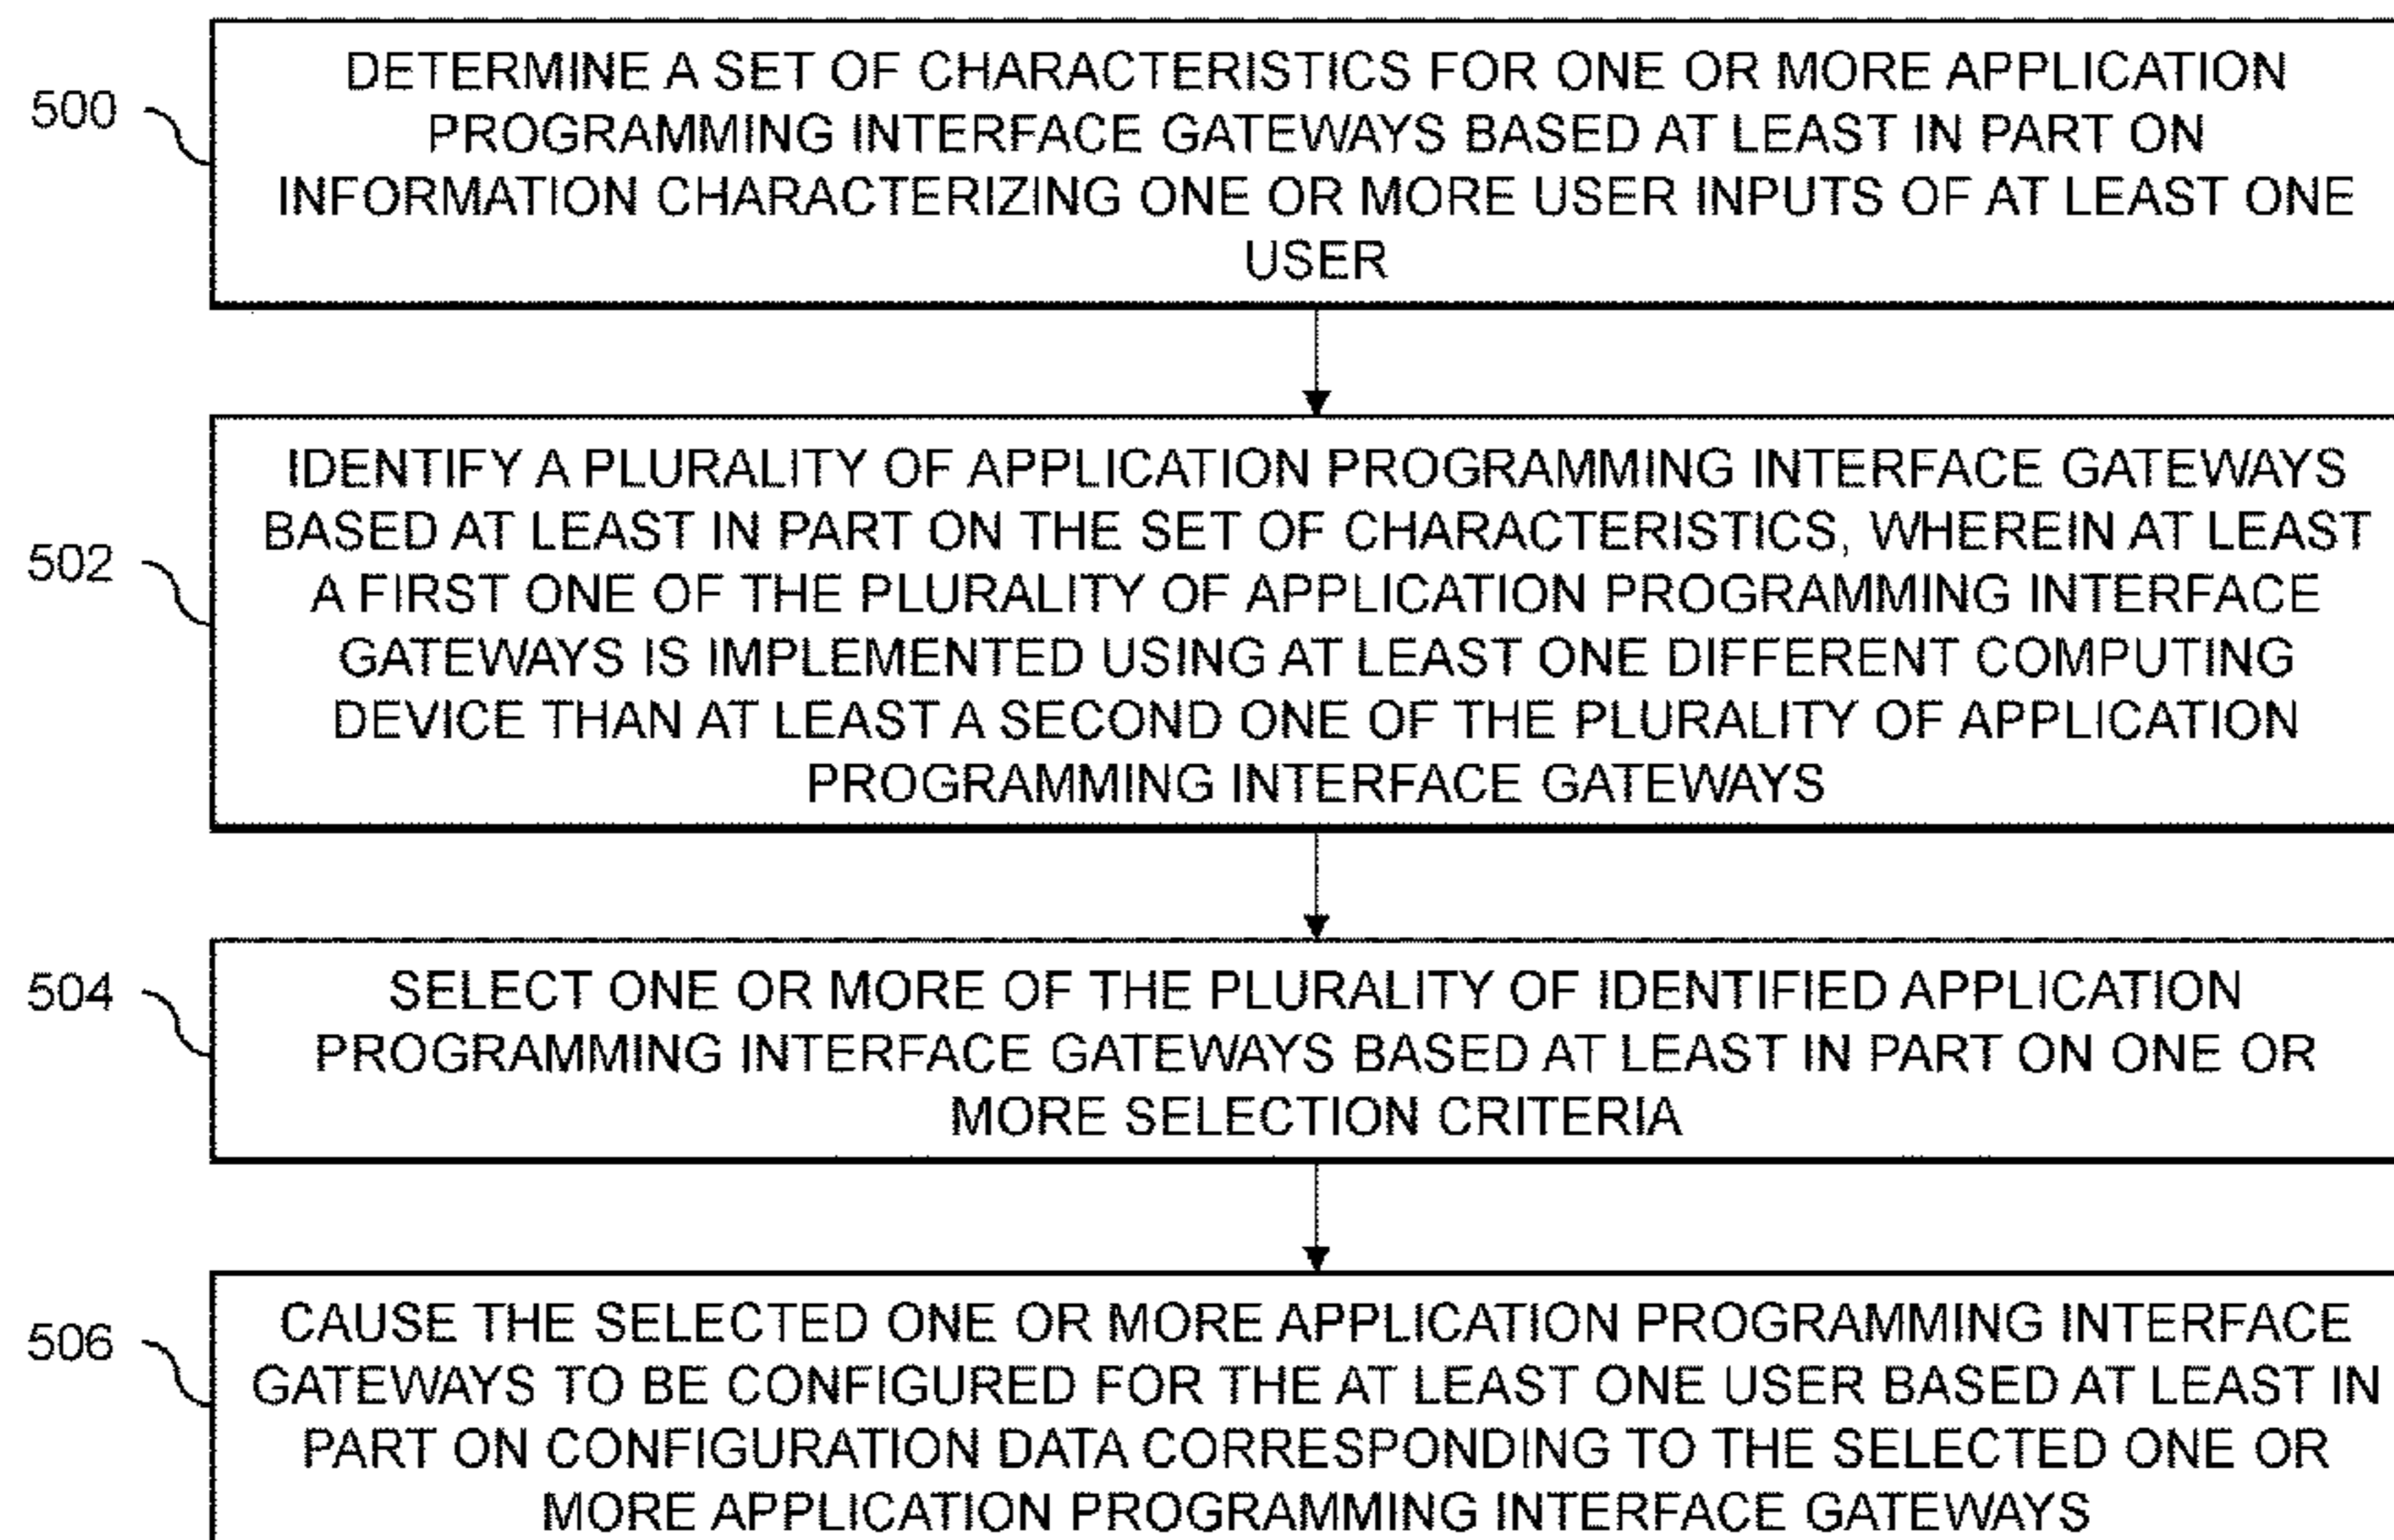 500
DETERMINE A SET OF CHARACTERISTICS FOR ONE OR MORE APPLICATION
PROGRAMMING INTERFACE GATEWAYS BASED AT LEAST IN PART ON
INFORMATION CHARACTERIZING ONE OR MORE USER INPUTS OF AT LEAST ONE
USER
502
IDENTIFY A PLURALITY OF APPLICATION PROGRAMMING INTERFACE GATEWAYS
BASED AT LEAST IN PART ON THE SET OF CHARACTERISTICS, WHEREIN AT LEAST
A FIRST ONE OF THE PLURALITY OF APPLICATION PROGRAMMING INTERFACE
GATEWAYS IS IMPLEMENTED USING AT LEAST ONE DIFFERENT COMPUTING
DEVICE THAN AT LEAST A SECOND ONE OF THE PLURALITY OF APPLICATION
PROGRAMMING INTERFACE GATEWAYS
504
SELECT ONE OR MORE OF THE PLURALITY OF IDENTIFIED APPLICATION
PROGRAMMING INTERFACE GATEWAYS BASED AT LEAST IN PART ON ONE OR
MORE SELECTION CRITERIA
506
CAUSE THE SELECTED ONE OR MORE APPLICATION PROGRAMMING INTERFACE
GATEWAYS TO BE CONFIGURED FOR THE AT LEAST ONE USER BASED AT LEAST IN
PART ON CONFIGURATION DATA CORRESPONDING TO THE SELECTED ONE OR
MORE APPLICATION PROGRAMMING INTERFACE GATEWAYS